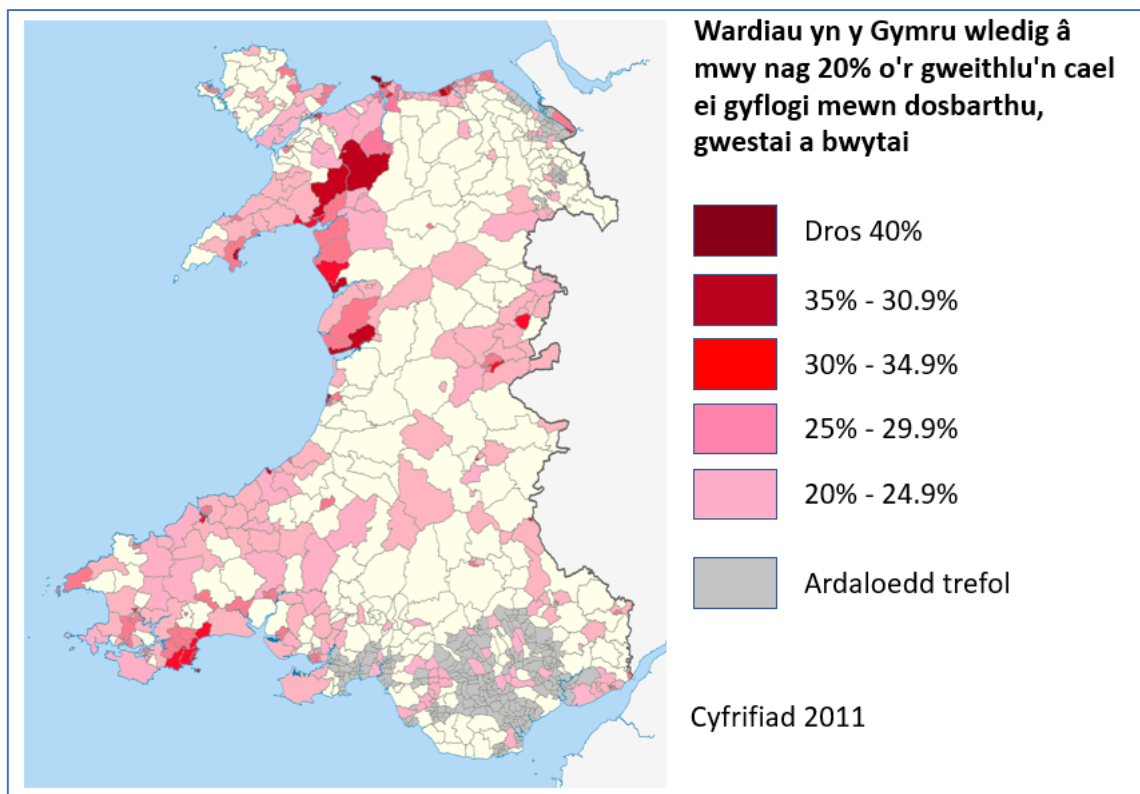 Wardiau yn y Gymru wledig â
mwy nag 20% o'r gweithlu'n cael
ei gyflogi mewn dosbarthu,
gwestai a bwytai
Dros 40%
35% - 30.9%
30% - 34.9%
25% - 29.9%
20% - 24.9%
Ardaloedd trefol
Cyfrifiad 2011